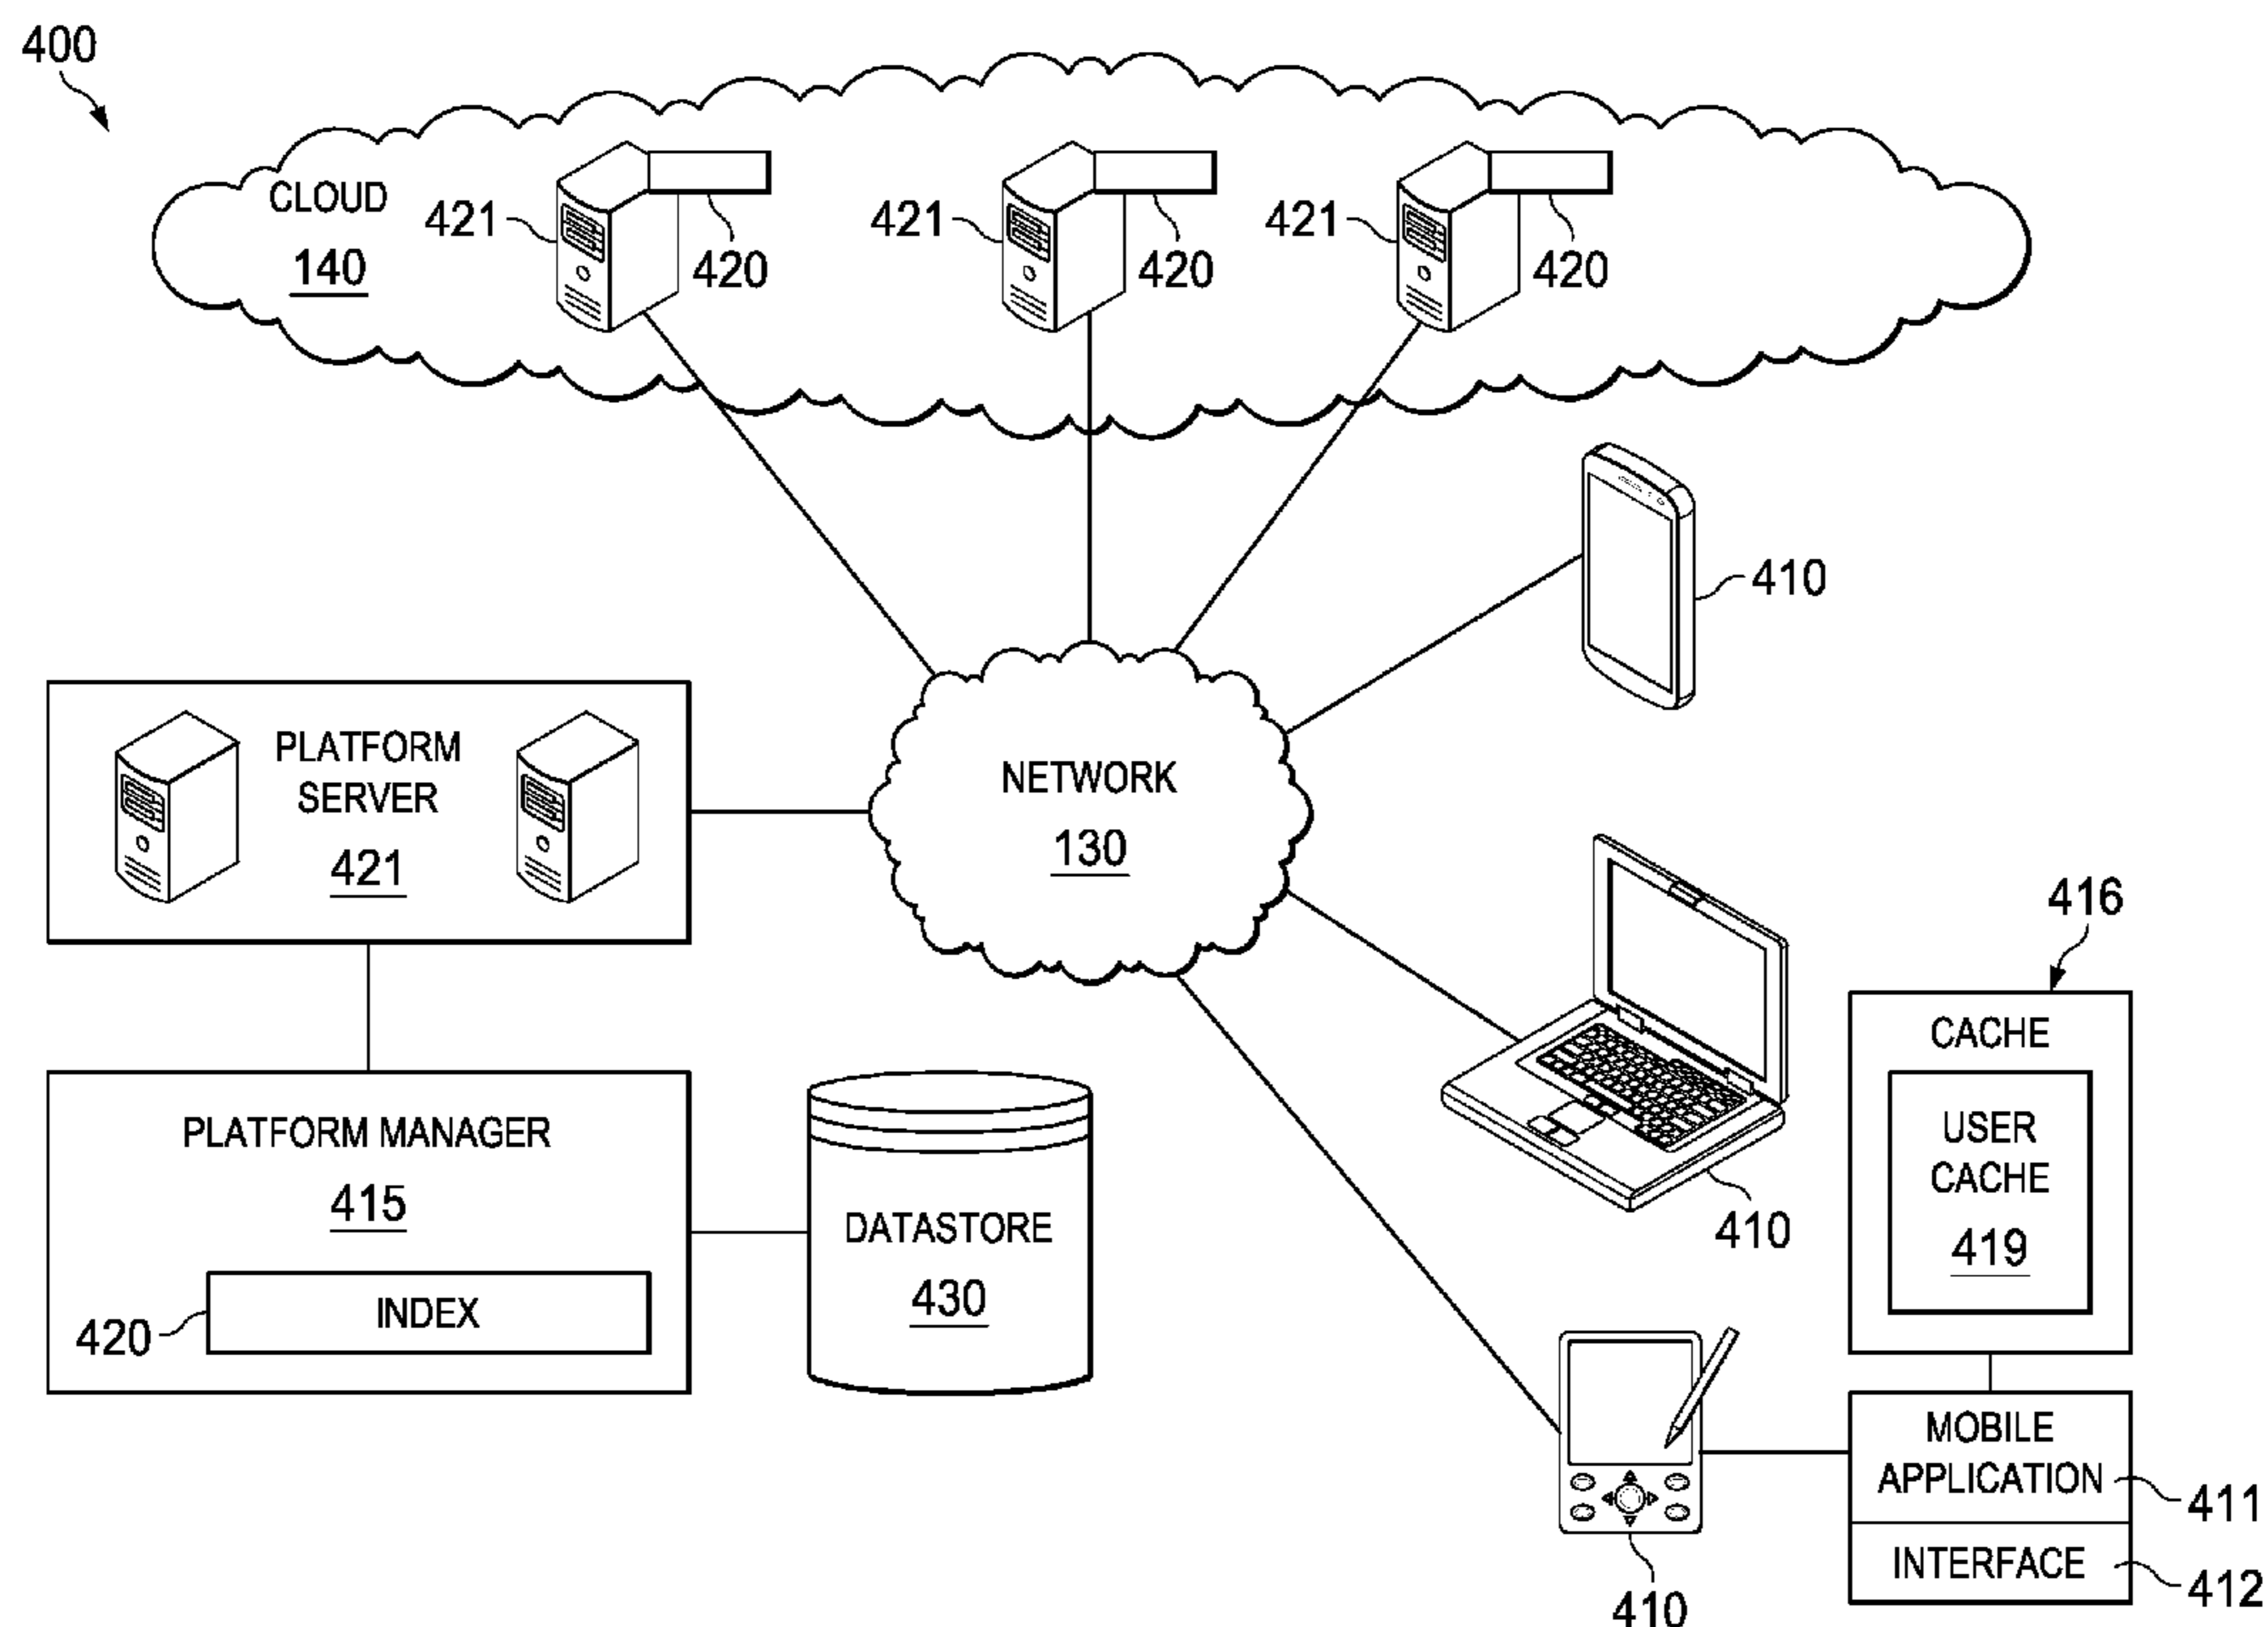 400
CLOUD
140
421
420
421
420
421
420
410
PLATFORM
SERVER
421
NETWORK
130
416
CACHE
USER
CACHE
419
PLATFORM MANAGER
415
INDEX
420
DATASTORE
430
410
MOBILE
APPLICATION
411
INTERFACE
412
410